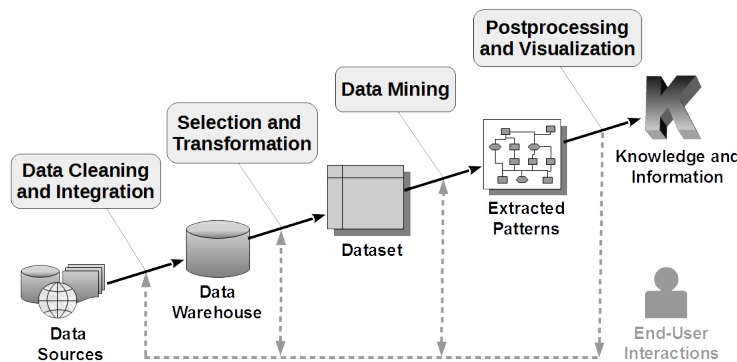 Postprocessing
and Visualization
Data Mining
Selection and
Transformation
Data Cleaning
and Integration
K
Knowledge and
Information
Extracted
Patterns
Dataset
Data
Warehouse
Data
Sources
End-User
Interactions